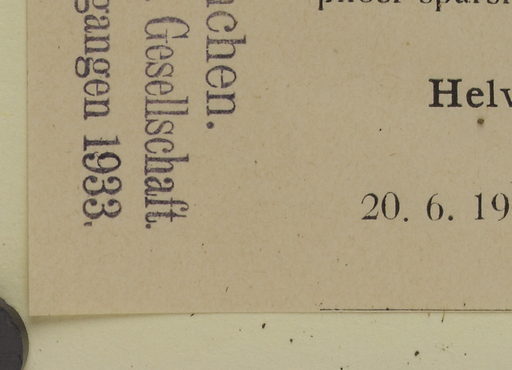 Helv
20. 6. 19
chen.
Gesellschaft.
gangen 1933.